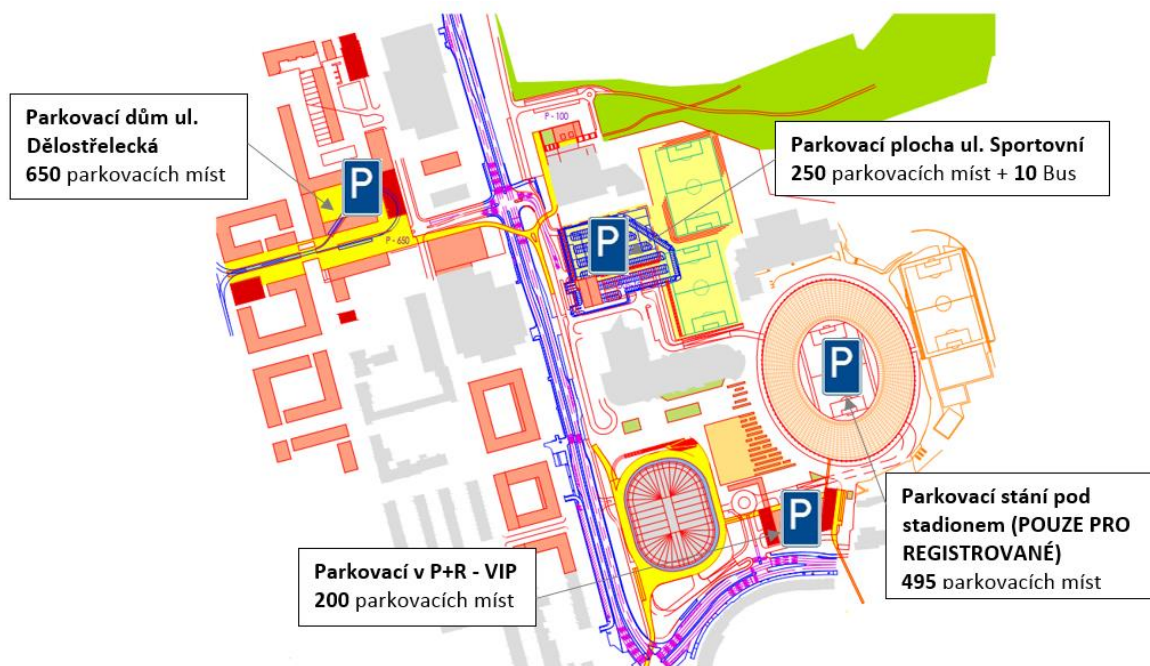 P - 100
Parkovací dům ul.
Dělostřelecká
650 parkovacích míst
Parkovací plocha ul. Sportovní
250 parkovacích míst + 10 Bus
P
P
P - 650
P
Parkovací stání pod
stadionem (POUZE PRO
REGISTROVANÉ)
495 parkovacích míst
P
Parkovací v P+R - VIP
200 parkovacích míst